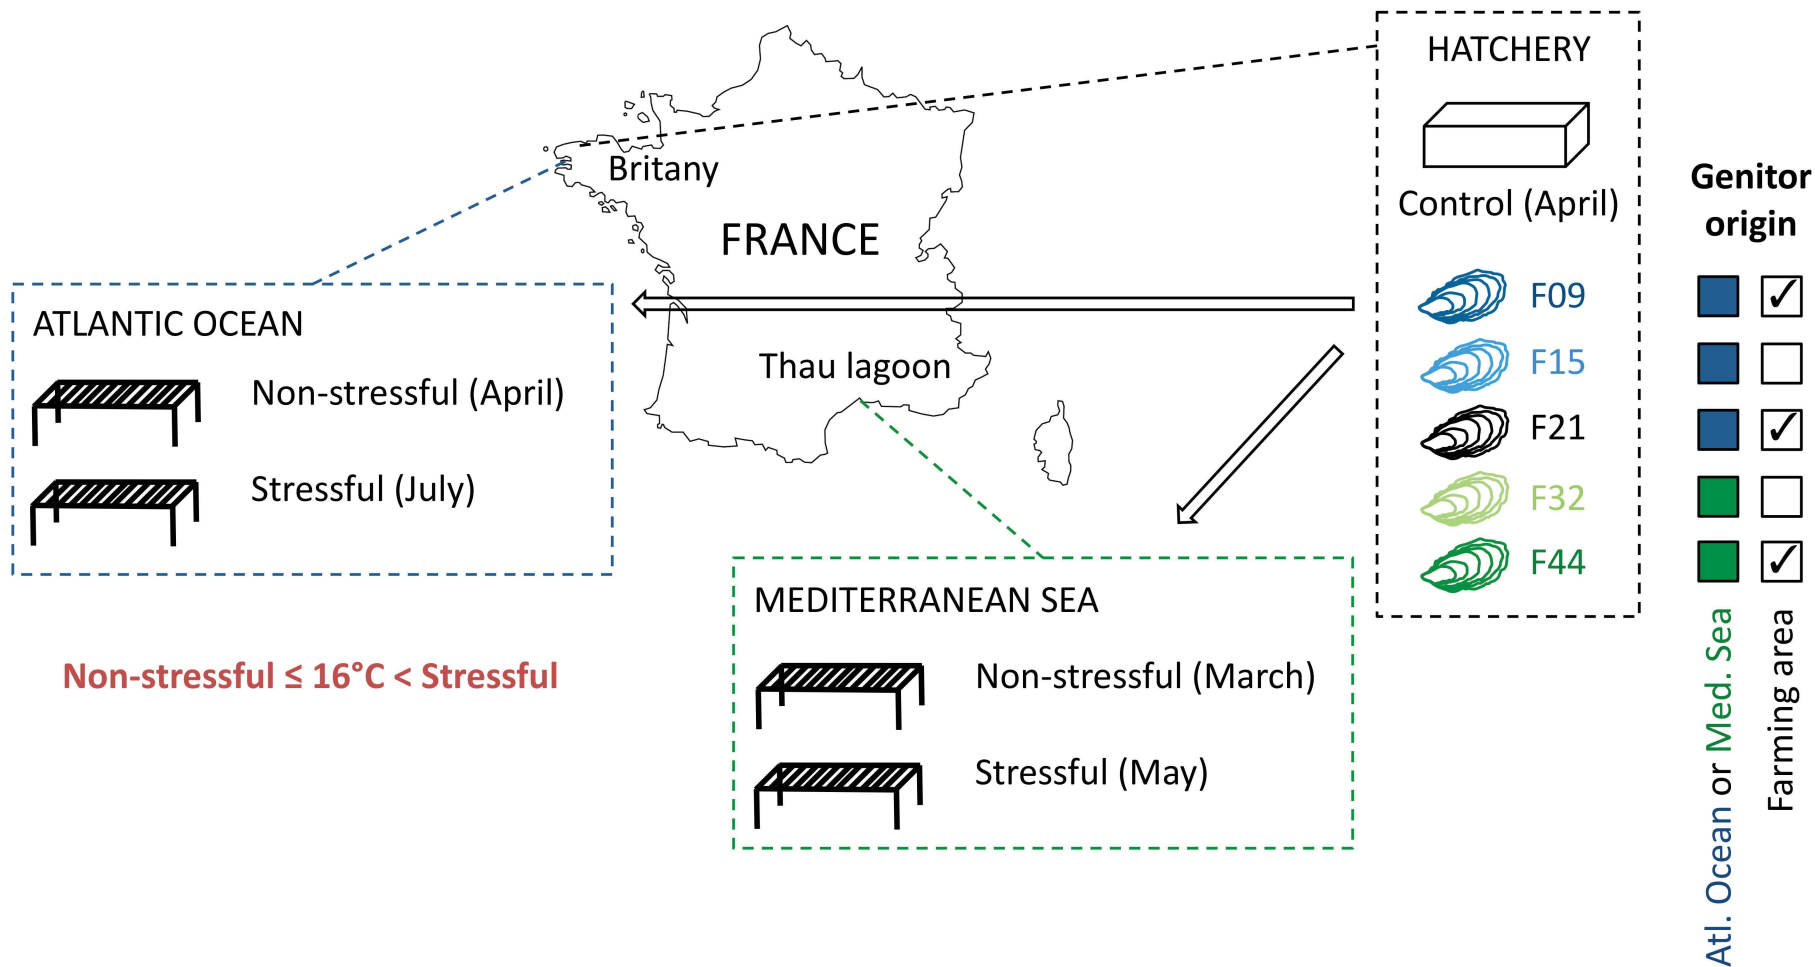 HATCHERY
Control (April)
F09
F15
F21
F32
F44
Genitor
origin
Atl. Ocean or Med. Sea
Farming area
Britany
FRANCE
Thau lagoon
ATLANTIC OCEAN
Non-stressful (April)
Stressful (July)
Non-stressful ≤ 16°C < Stressful
MEDITERRANEAN SEA
Non-stressful (March)
Stressful (May)